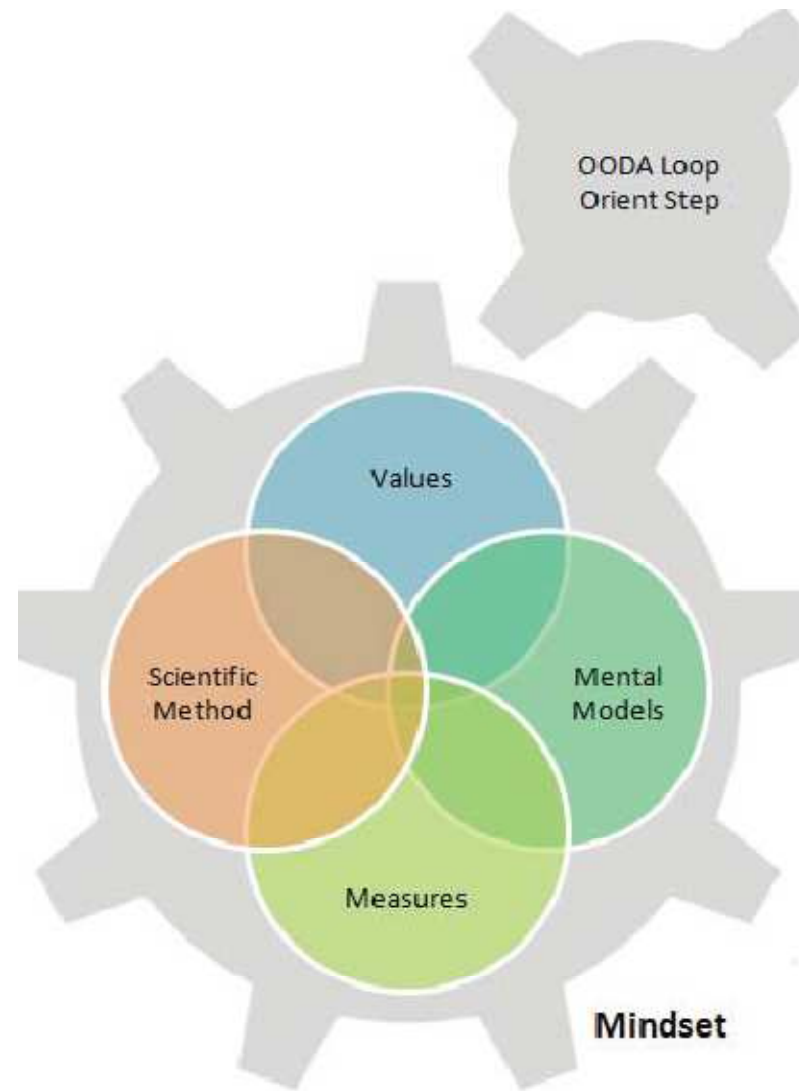 OODA Loop
Orient Step
Values
Scientific
Method
Mental
Models
Measures
Mindset